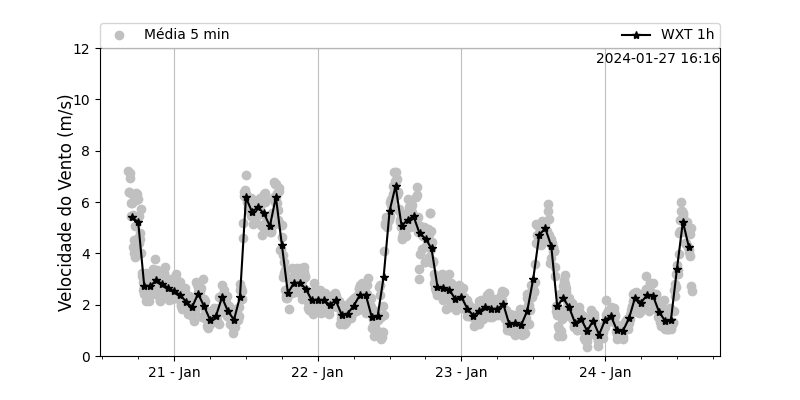 Média 5 min
WXT 1h
2024-01-27 16:16
Velocidade do Vento (m/s)
12
10
8
6
4
2
0
21 - Jan
22 - Jan
23 - Jan
24 - Jan